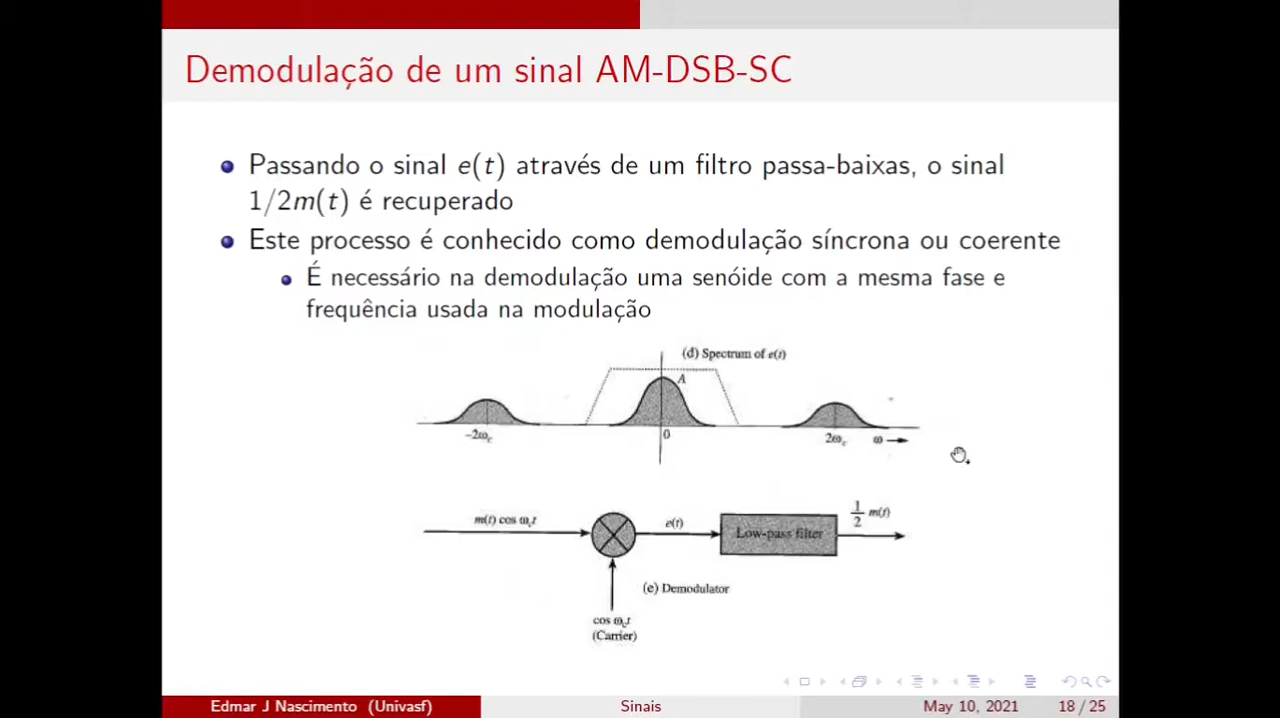 Demodulação de um sinal AM-DSB-SC
Passando o sinal e(t) através de um filtro passa-baixas, o sinal
1/2m(t) é recuperado
Este processo é conhecido como demodulação síncrona ou coerente
É necessário na demodulação uma senóide com a mesma fase e
frequência usada na modulação
(d) Spectrum of e(t)
A
−2ω_c
0
2ω_c
ω
m(t) cos ω_c t
e(t)
Low-pass filter
1/2 m(t)
(e) Demodulator
cos ω_c t
(Carrier)
Edmar J Nascimento (Univasf)
Sinais
May 10, 2021
18 / 25